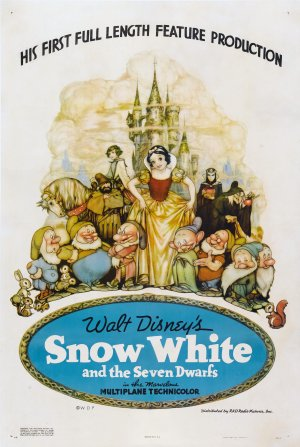 HIS FIRST FULL LENGTH FEATURE PRODUCTION
Walt Disney's
Snow White
and the Seven Dwarfs
in the Marvelous
MULTIPLANE TECHNICOLOR
© W.D.P.
Distributed by RKO Radio Pictures, Inc.